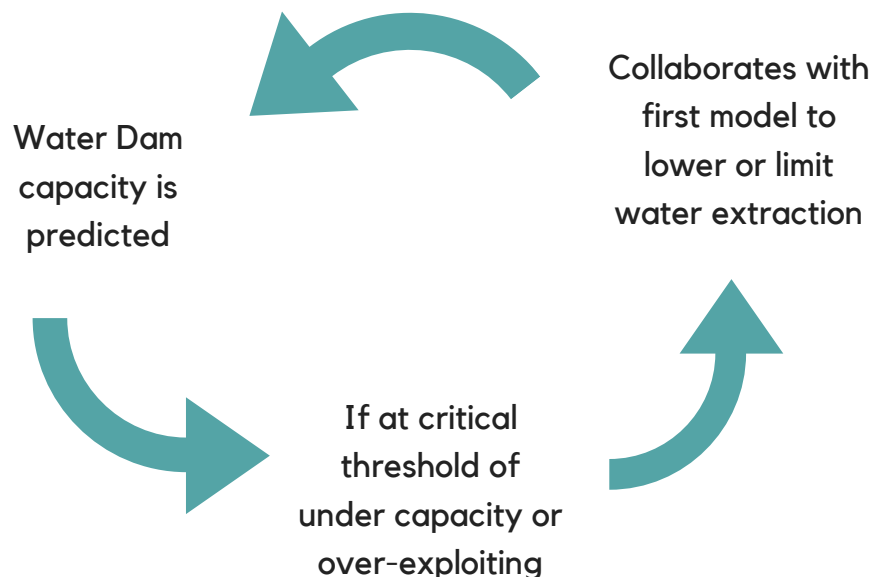 Water Dam
capacity is
predicted
If at critical
threshold of
under capacity or
over-exploiting
Collaborates with
first model to
lower or limit
water extraction